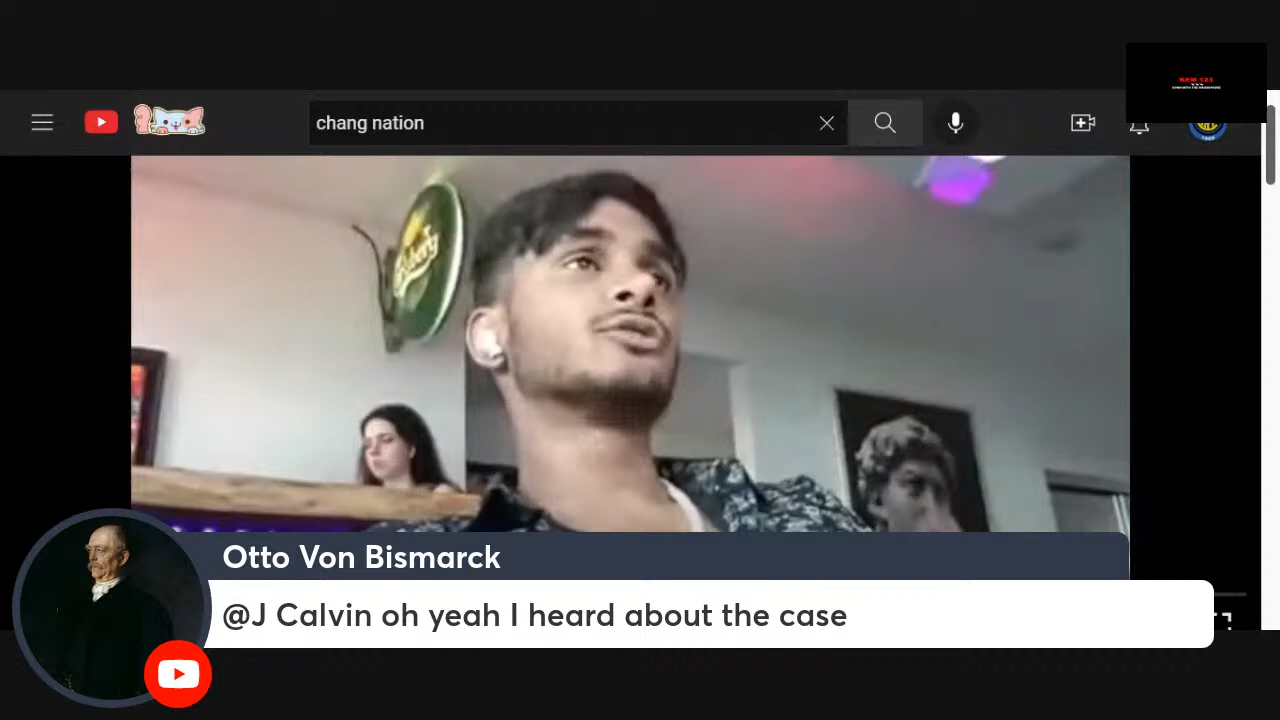 chang nation
Otto Von Bismarck
@J Calvin oh yeah I heard about the case